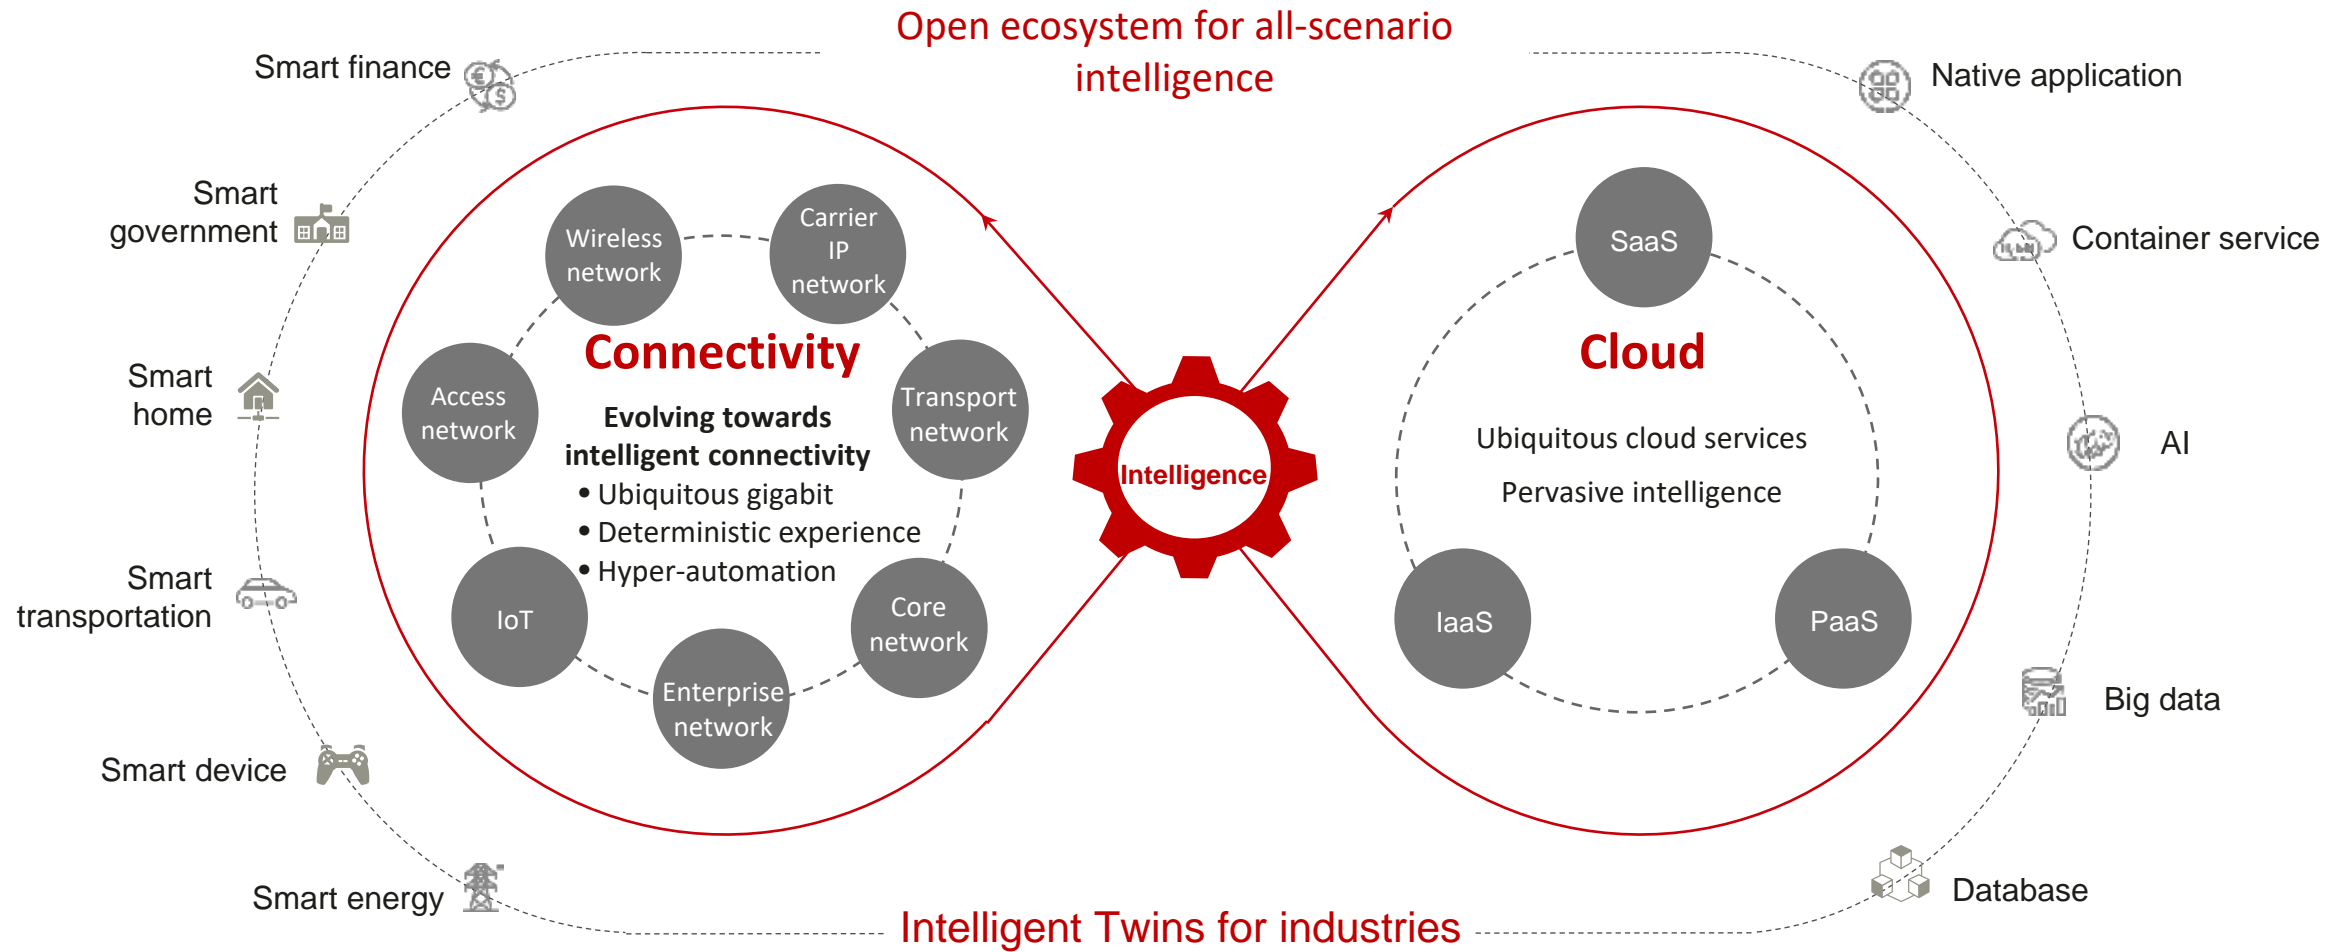 Open ecosystem for all-scenario
intelligence
Smart finance
Smart
government
Smart
home
Smart
transportation
Smart device
Smart energy
Wireless
network
Carrier
IP
network
Access
network
Transport
network
IoT
Core
network
Enterprise
network
Connectivity
Evolving towards
intelligent connectivity
• Ubiquitous gigabit
• Deterministic experience
• Hyper-automation
Intelligence
SaaS
Cloud
Ubiquitous cloud services
Pervasive intelligence
IaaS
PaaS
Native application
Container service
AI
Big data
Database
Intelligent Twins for industries